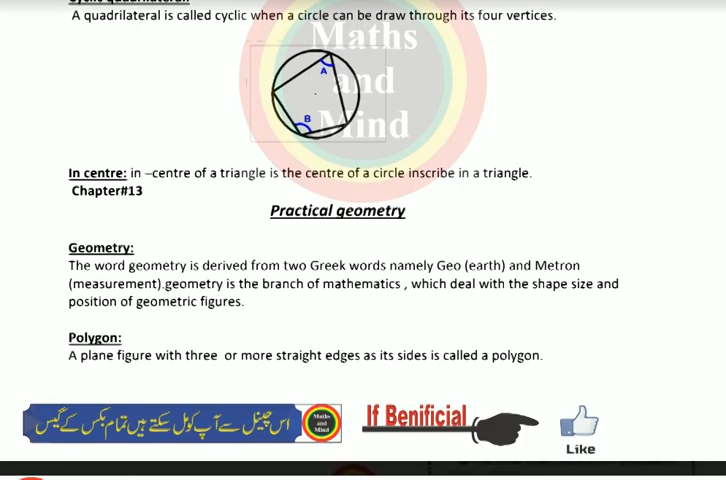 A quadrilateral is called cyclic when a circle can be draw through its four vertices.
Maths
and
Mind
A
B
In centre: in –centre of a triangle is the centre of a circle inscribe in a triangle.
Chapter#13
Practical geometry
Geometry:
The word geometry is derived from two Greek words namely Geo (earth) and Metron
(measurement).geometry is the branch of mathematics , which deal with the shape size and
position of geometric figures.
Polygon:
A plane figure with three or more straight edges as its sides is called a polygon.
اس چینل سے آپ کو مل سکتے ہیں تمام بکس کے گیس
Maths
and
Mind
If Benificial
Like